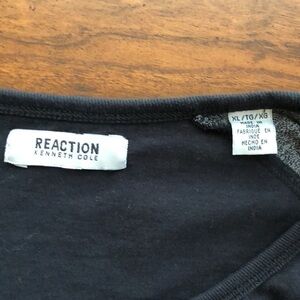 REACTION
KENNETH COLE
XL/TG/XG
MADE IN
INDIA
FABRIQUE EN
INDE
HECHO EN
INDIA